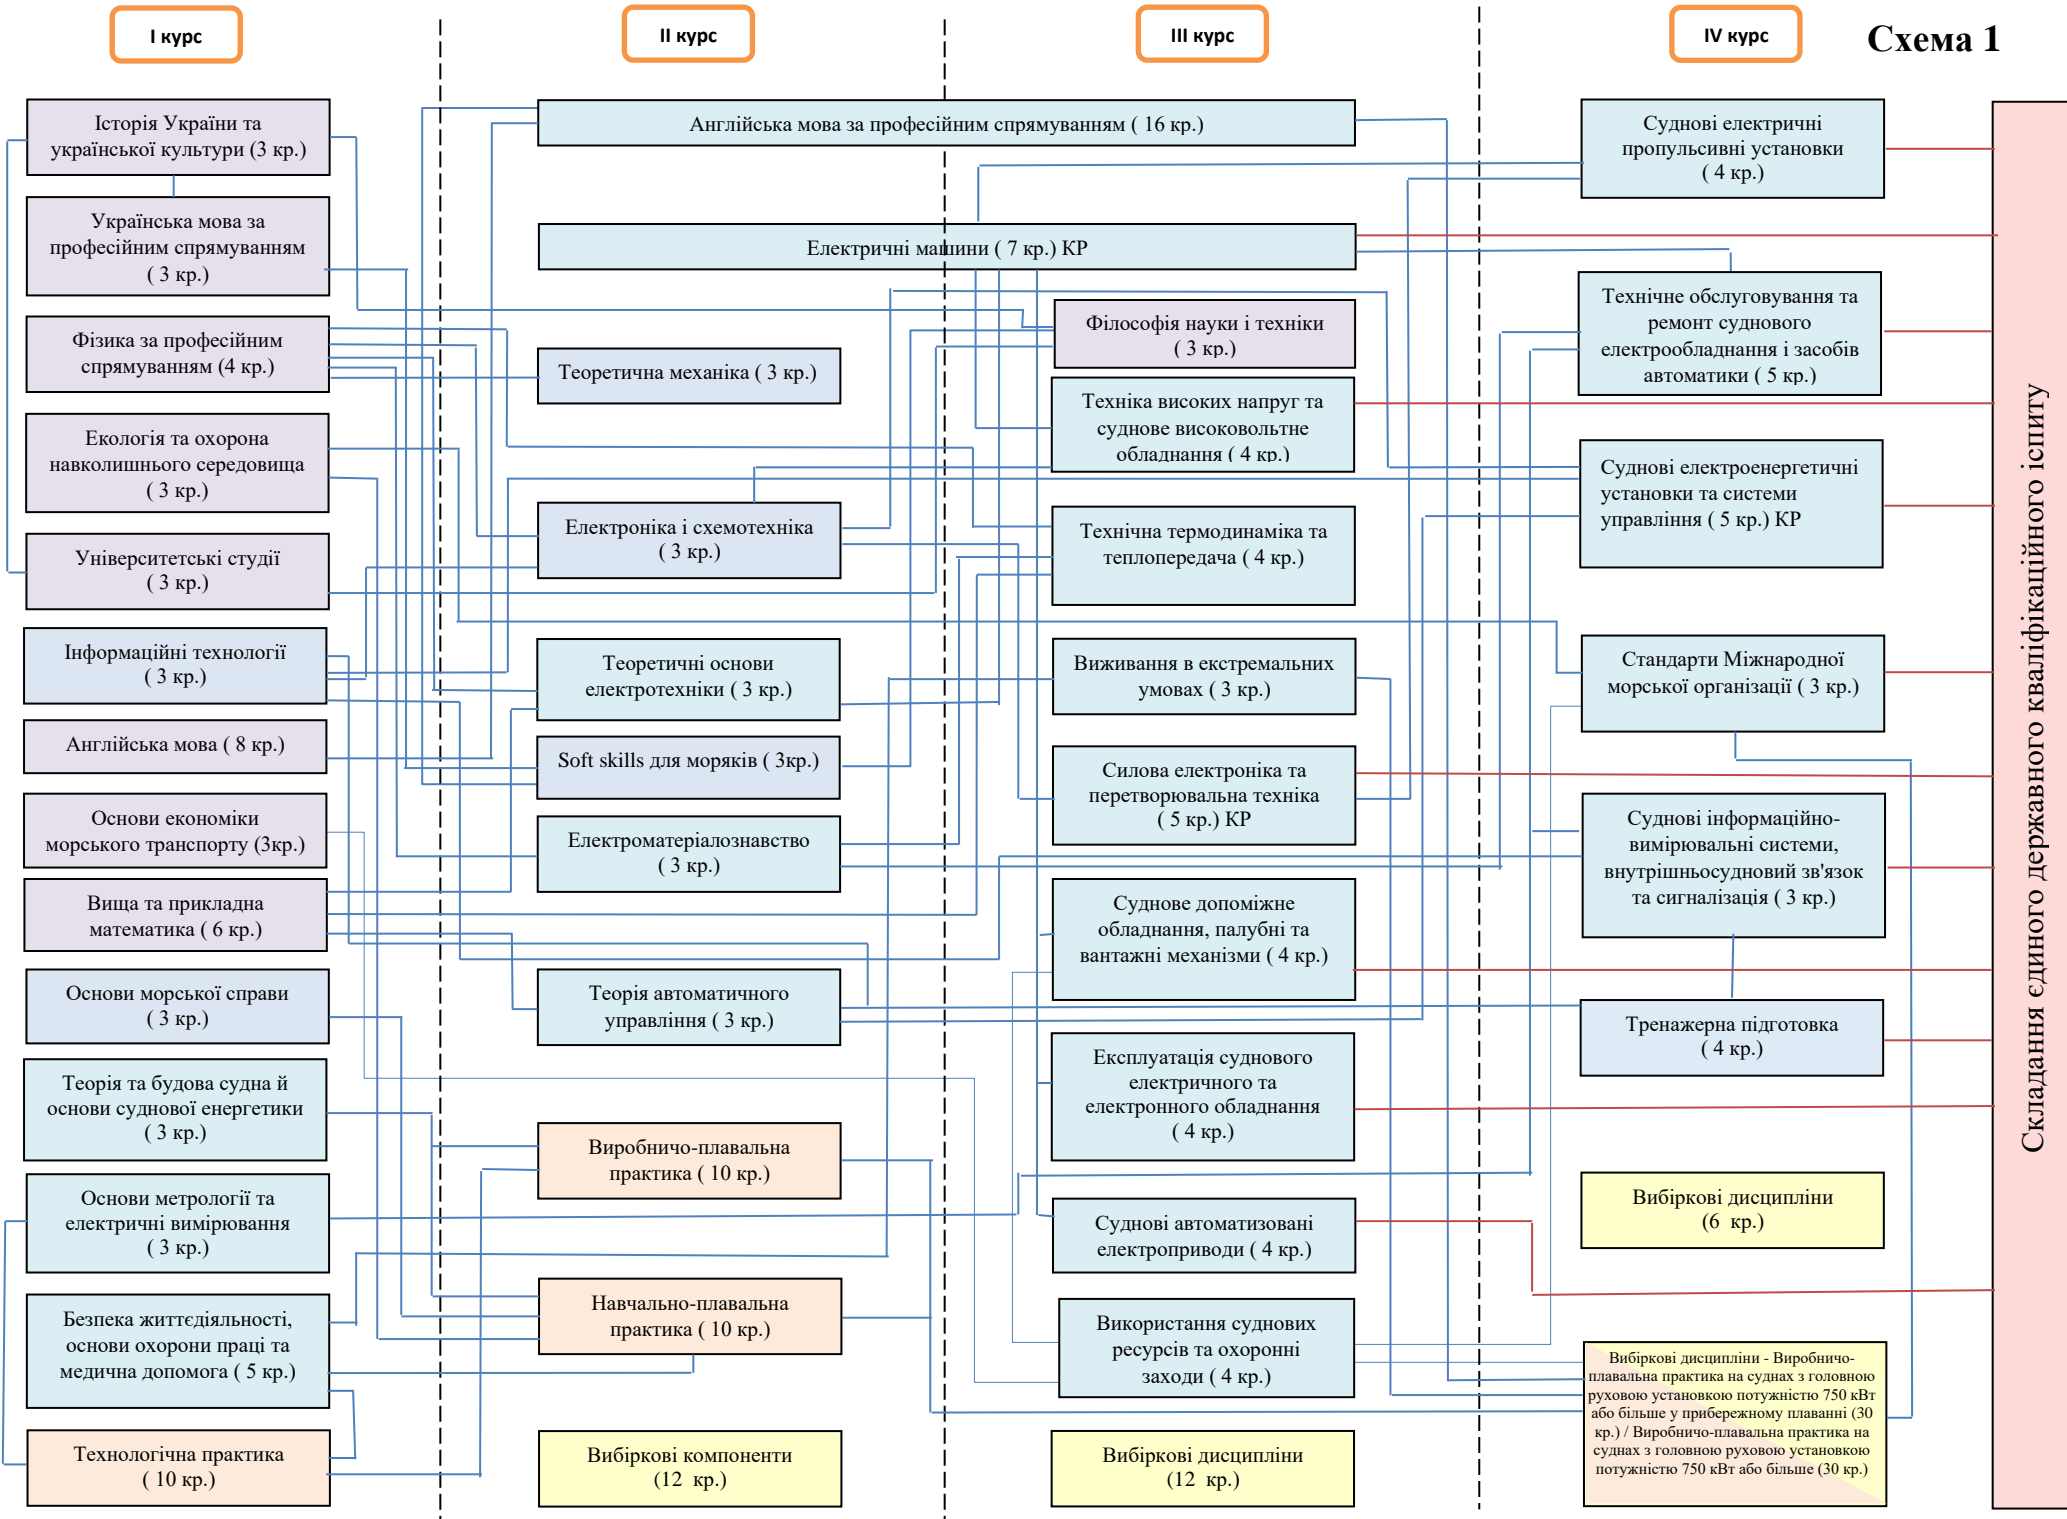 І курс
ІІ курс
ІІІ курс
IV курс
Схема 1
Історія України та
української культури (3 кр.)
Українська мова за
професійним спрямуванням
( 3 кр.)
Фізика за професійним
спрямуванням (4 кр.)
Екологія та охорона
навколишнього середовища
( 3 кр.)
Університетські студії
( 3 кр.)
Інформаційні технології
( 3 кр.)
Англійська мова ( 8 кр.)
Основи економіки
морського транспорту (3кр.)
Вища та прикладна
математика ( 6 кр.)
Основи морської справи
( 3 кр.)
Теорія та будова судна й
основи суднової енергетики
( 3 кр.)
Основи метрології та
електричні вимірювання
( 3 кр.)
Безпека життєдіяльності,
основи охорони праці та
медична допомога ( 5 кр.)
Технологічна практика
( 10 кр.)
Англійська мова за професійним спрямуванням ( 16 кр.)
Електричні машини ( 7 кр.) КР
Теоретична механіка ( 3 кр.)
Електроніка і схемотехніка
( 3 кр.)
Теоретичні основи
електротехніки ( 3 кр.)
Soft skills для моряків ( 3кр.)
Електроматеріалознавство
( 3 кр.)
Теорія автоматичного
управління ( 3 кр.)
Виробничо-плавальна
практика ( 10 кр.)
Навчально-плавальна
практика ( 10 кр.)
Вибіркові компоненти
(12  кр.)
Філософія науки і техніки
( 3 кр.)
Техніка високих напруг та
суднове високовольтне
обладнання ( 4 кр.)
Технічна термодинаміка та
теплопередача ( 4 кр.)
Виживання в екстремальних
умовах ( 3 кр.)
Силова електроніка та
перетворювальна техніка
( 5 кр.) КР
Суднове допоміжне
обладнання, палубні та
вантажні механізми ( 4 кр.)
Експлуатація суднового
електричного та
електронного обладнання
( 4 кр.)
Суднові автоматизовані
електроприводи ( 4 кр.)
Використання суднових
ресурсів та охоронні
заходи ( 4 кр.)
Вибіркові дисципліни
(12  кр.)
Суднові електричні
пропульсивні установки
( 4 кр.)
Технічне обслуговування та
ремонт суднового
електрообладнання і засобів
автоматики ( 5 кр.)
Суднові електроенергетичні
установки та системи
управління ( 5 кр.) КР
Стандарти Міжнародної
морської організації ( 3 кр.)
Суднові інформаційно-
вимірювальні системи,
внутрішньосудновий зв'язок
та сигналізація ( 3 кр.)
Тренажерна підготовка
( 4 кр.)
Вибіркові дисципліни
(6  кр.)
Вибіркові дисципліни - Виробничо-
плавальна практика на суднах з головною
руховою установкою потужністю 750 кВт
або більше у прибережному плаванні (30
кр.) / Виробничо-плавальна практика на
суднах з головною руховою установкою
потужністю 750 кВт або більше (30 кр.)
Складання єдиного державного кваліфікаційного іспиту